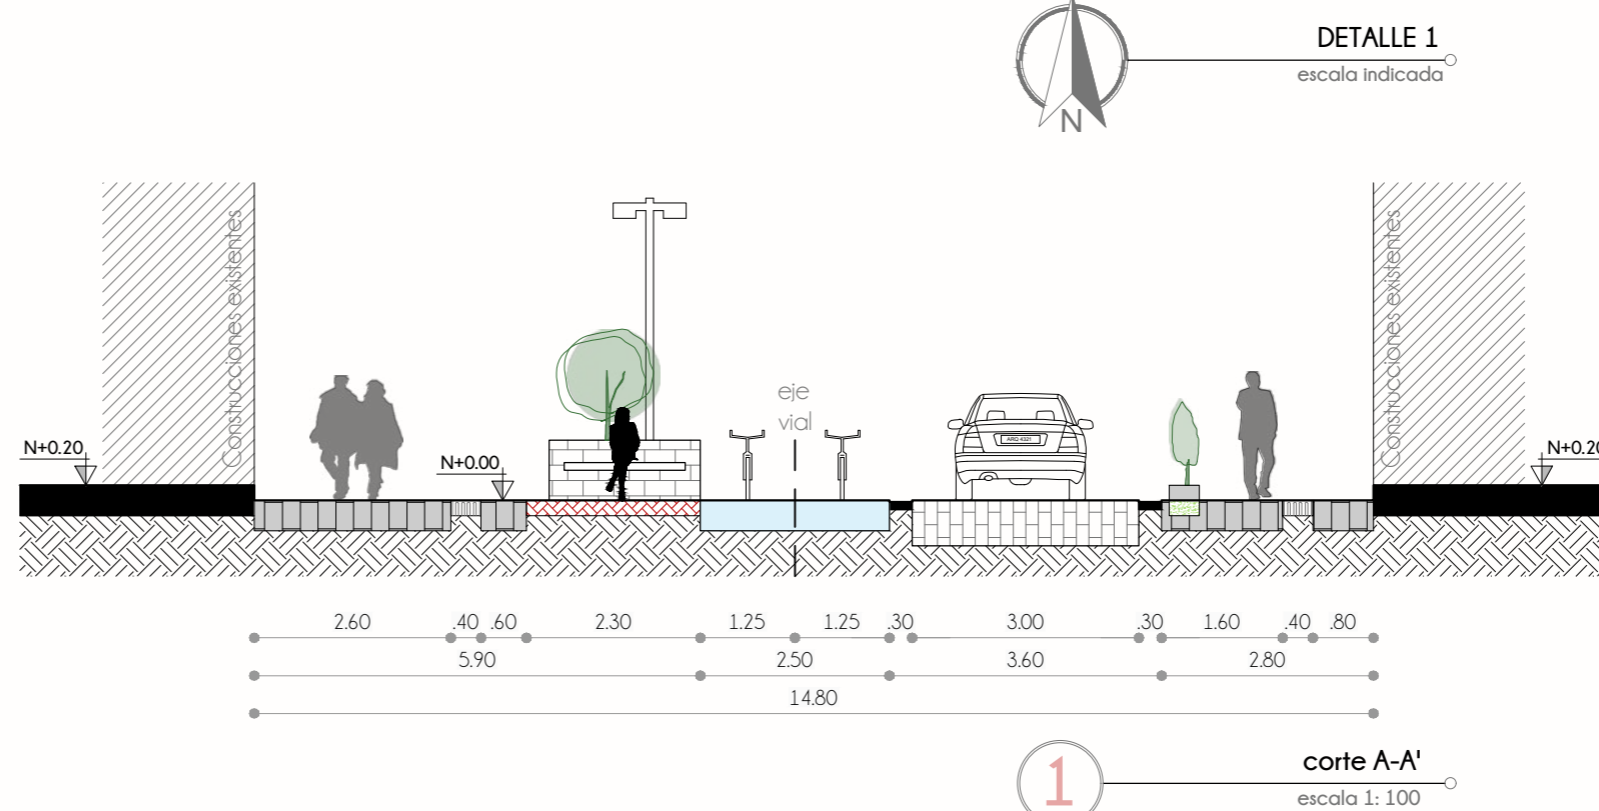 DETALLE 1
escala indicada
N
Construcciones existentes
Construcciones existentes
eje
vial
N+0.20
N+0.00
ARQ 4321
N+0.20
2.60 .40 .60 2.30 1.25 1.25 .30 3.00 .30 1.60 .40 .80
5.90 2.50 3.60 2.80
14.80
1
corte A-A'
escala 1: 100